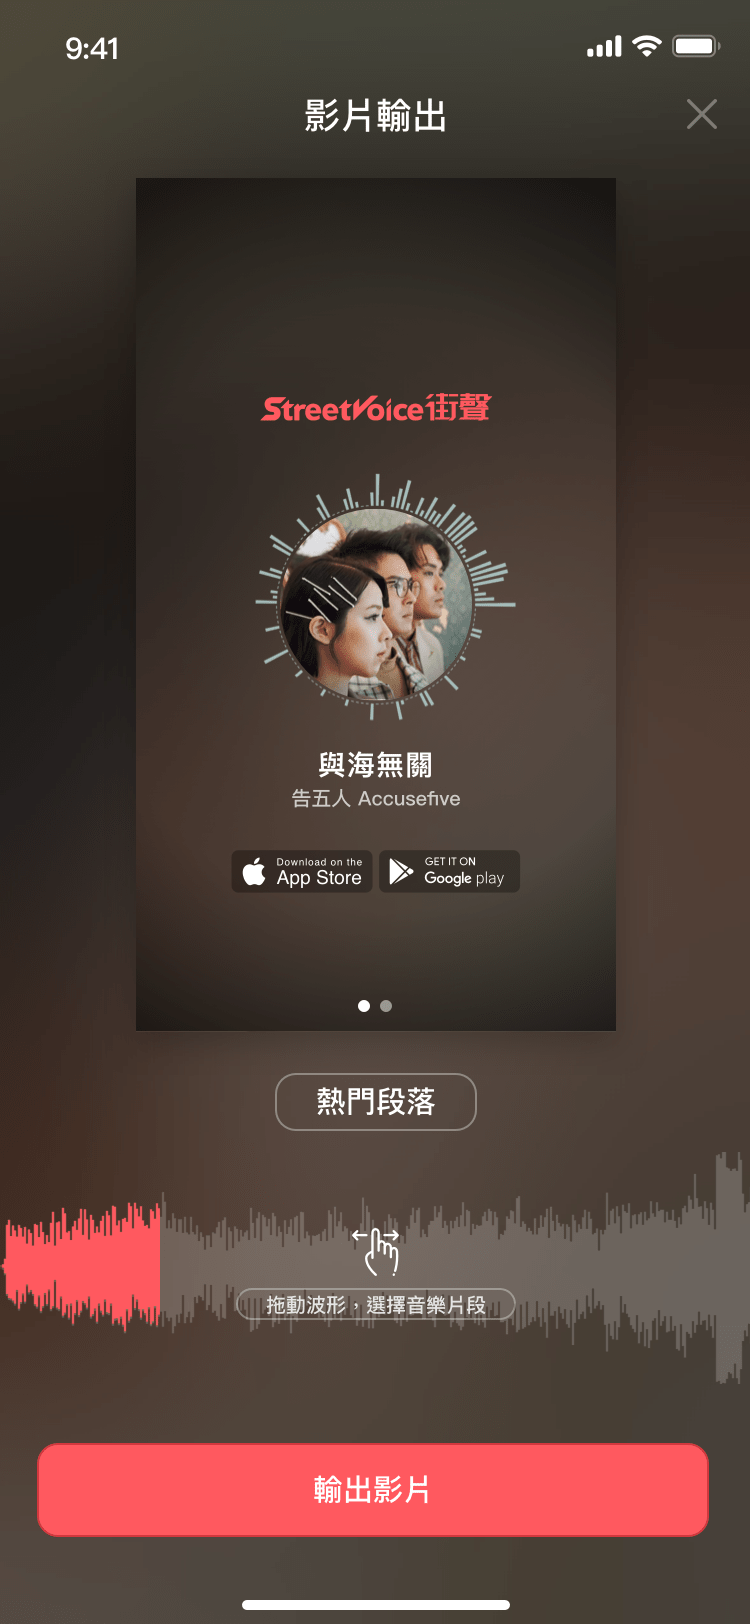 9:41
影片輸出
StreetVoice街聲
與海無關
告五人 Accusefive
Download on the
App Store
GET IT ON
Google play
熱門段落
拖動波形，選擇音樂片段
輸出影片